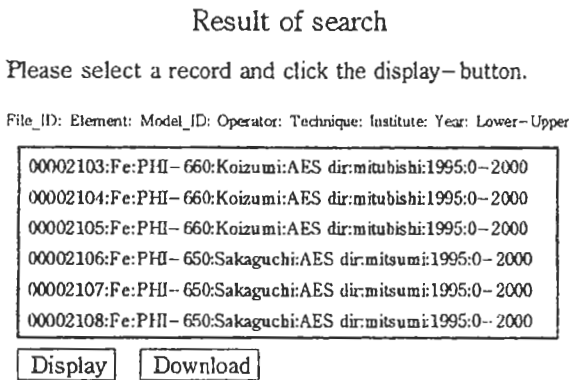 Result of search
Please select a record and click the display-button.
File_ID: Element: Model_ID: Operator: Technique: Institute: Year: Lower-Upper
00002103:Fe:PHI-660:Koizumi:AES dir:mitubishi:1995:0-2000
00002104:Fe:PHI-660:Koizumi:AES dir:mitubishi:1995:0-2000
00002105:Fe:PHI-660:Koizumi:AES dir:mitubishi:1995:0-2000
00002106:Fe:PHI-650:Sakaguchi:AES dir:mitsumi:1995:0-2000
00002107:Fe:PHI-650:Sakaguchi:AES dir:mitsumi:1995:0-2000
00002108:Fe:PHI-650:Sakaguchi:AES dir:mitsumi:1995:0-2000
Display Download